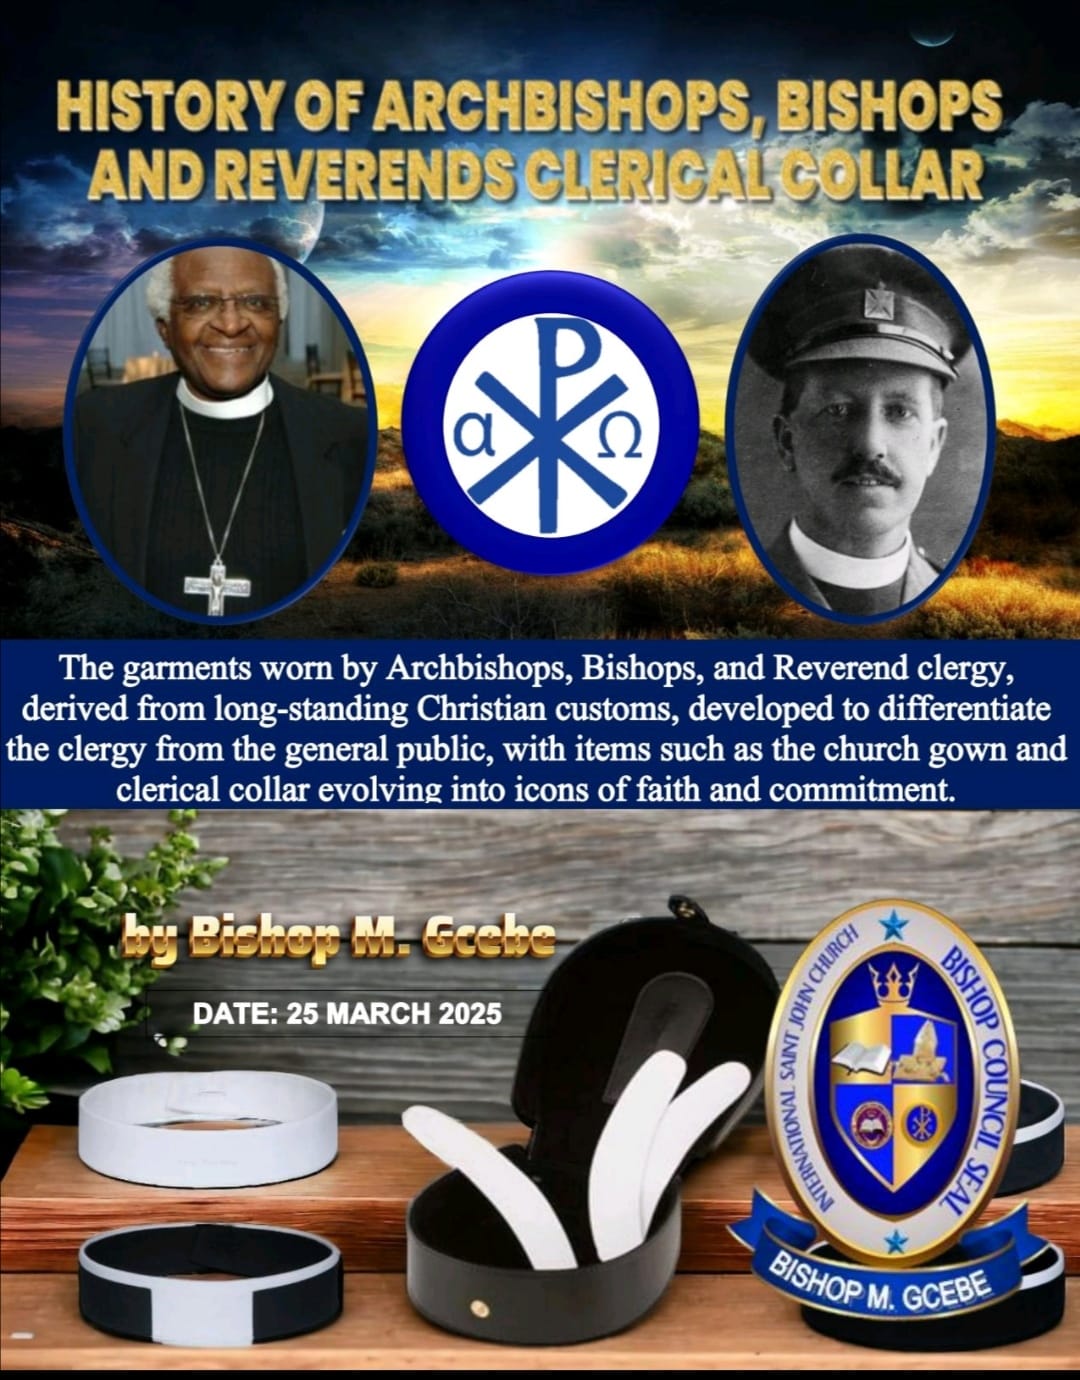 HISTORY OF ARCHBISHOPS, BISHOPS
AND REVERENDS CLERICAL COLLAR
α Ω
The garments worn by Archbishops, Bishops, and Reverend clergy,
derived from long-standing Christian customs, developed to differentiate
the clergy from the general public, with items such as the church gown and
clerical collar evolving into icons of faith and commitment.
by Bishop M. Gcebe
DATE: 25 MARCH 2025
INTERNATIONAL SAINT JOHN CHURCH
BISHOP COUNCIL SEAL
BISHOP M. GCEBE